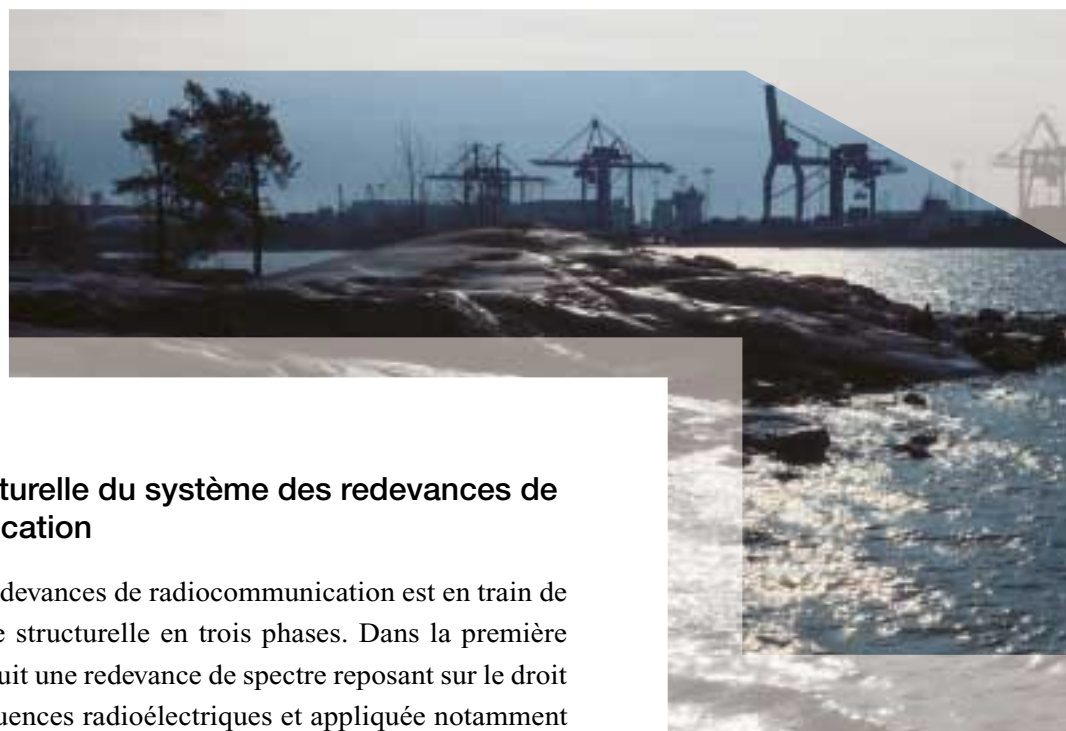 turelle du système des redevances de
cation
devances de radiocommunication est en train de
e structurelle en trois phases. Dans la première
uit une redevance de spectre reposant sur le droit
uences radioélectriques et appliquée notamment